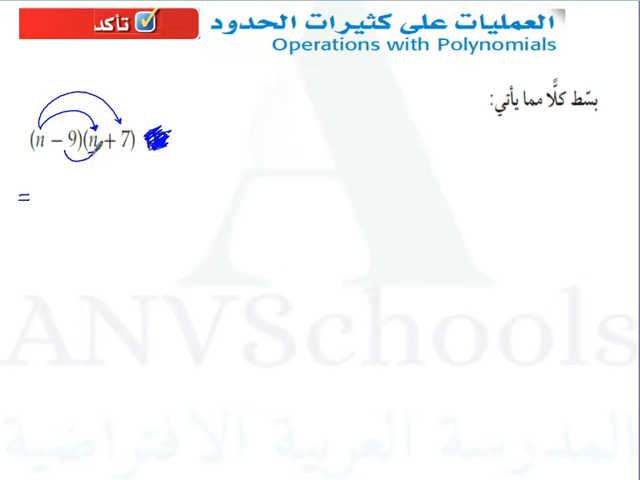 تأكد
العمليات على كثيرات الحدود
Operations with Polynomials
بسّط كلًّا مما يأتي:
(n − 9)(n + 7)
=
ANVSchools
المدرسة العربية الافتراضية